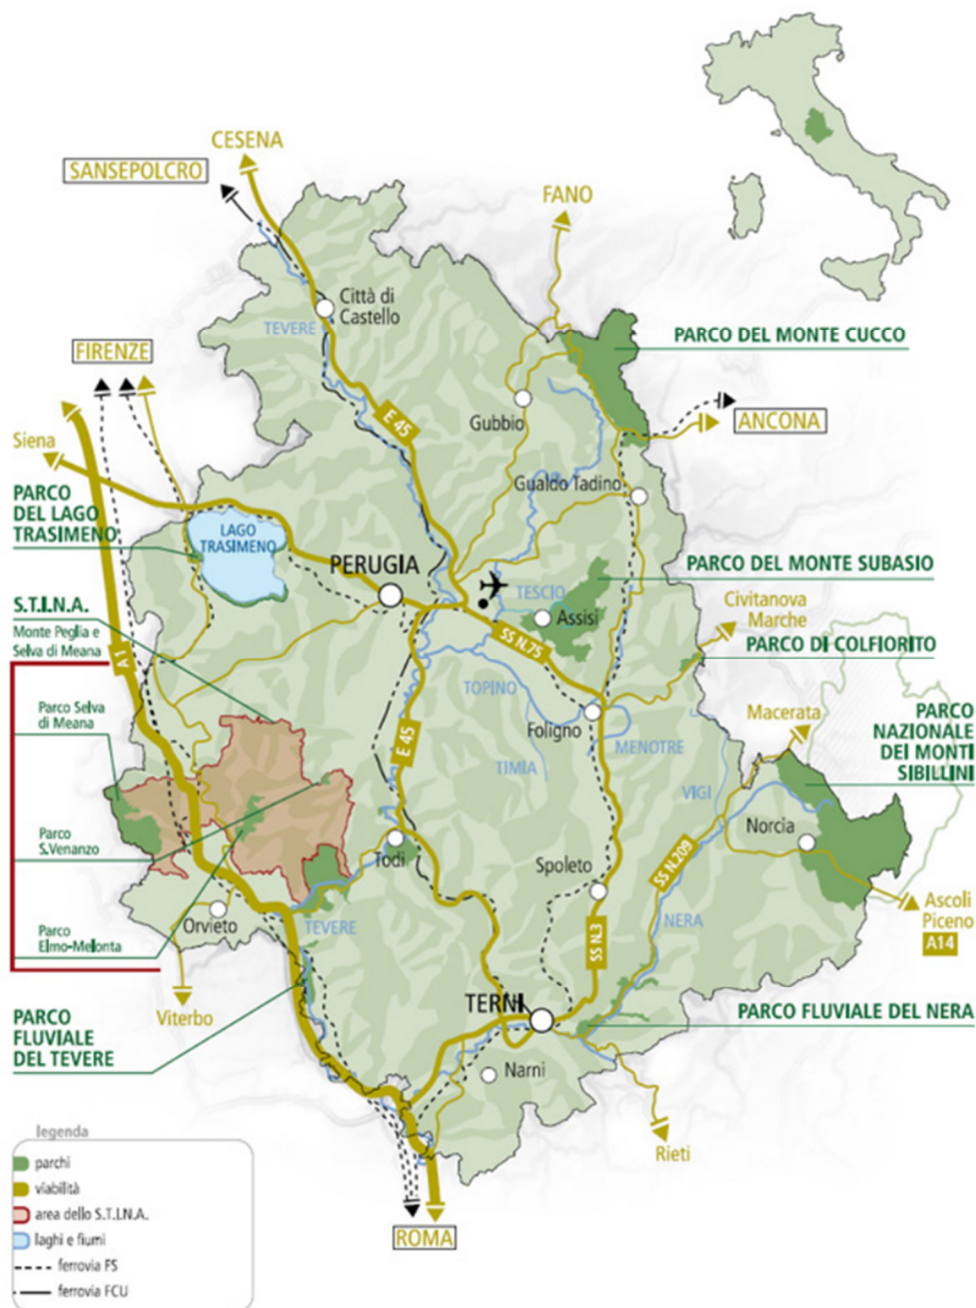 CESENA
SANSEPOLCRO
FANO
Città di
Castello
TEVERE
PARCO DEL MONTE CUCCO
FIRENZE
E 45
Gubbio
ANCONA
Siena
Gualdo Tadino
PARCO
DEL LAGO
TRASIMENO
LAGO
TRASIMENO
PERUGIA
PARCO DEL MONTE SUBASIO
TESCIO
S.T.I.N.A.
Assisi
Civitanova
Marche
Monte Peglia e
Selva di Meana
SS N.75
PARCO DI COLFIORITO
A1
TOPINO
Parco Selva
di Meana
E 45
Foligno
MENOTRE
Macerata
PARCO
NAZIONALE
DEI MONTI
SIBILLINI
TIMIA
VIGI
Parco
S.Venanzo
Todi
Norcia
Spoleto
SS N.209
Ascoli
Piceno
A14
Orvieto
TEVERE
NERA
Parco
Elmo-Melonta
SS N.3
Viterbo
TERNI
PARCO FLUVIALE DEL NERA
PARCO
FLUVIALE
DEL TEVERE
Narni
Rieti
legenda
parchi
viabilità
area dello S.T.I.N.A.
laghi e fiumi
ferrovia FS
ferrovia FCU
ROMA